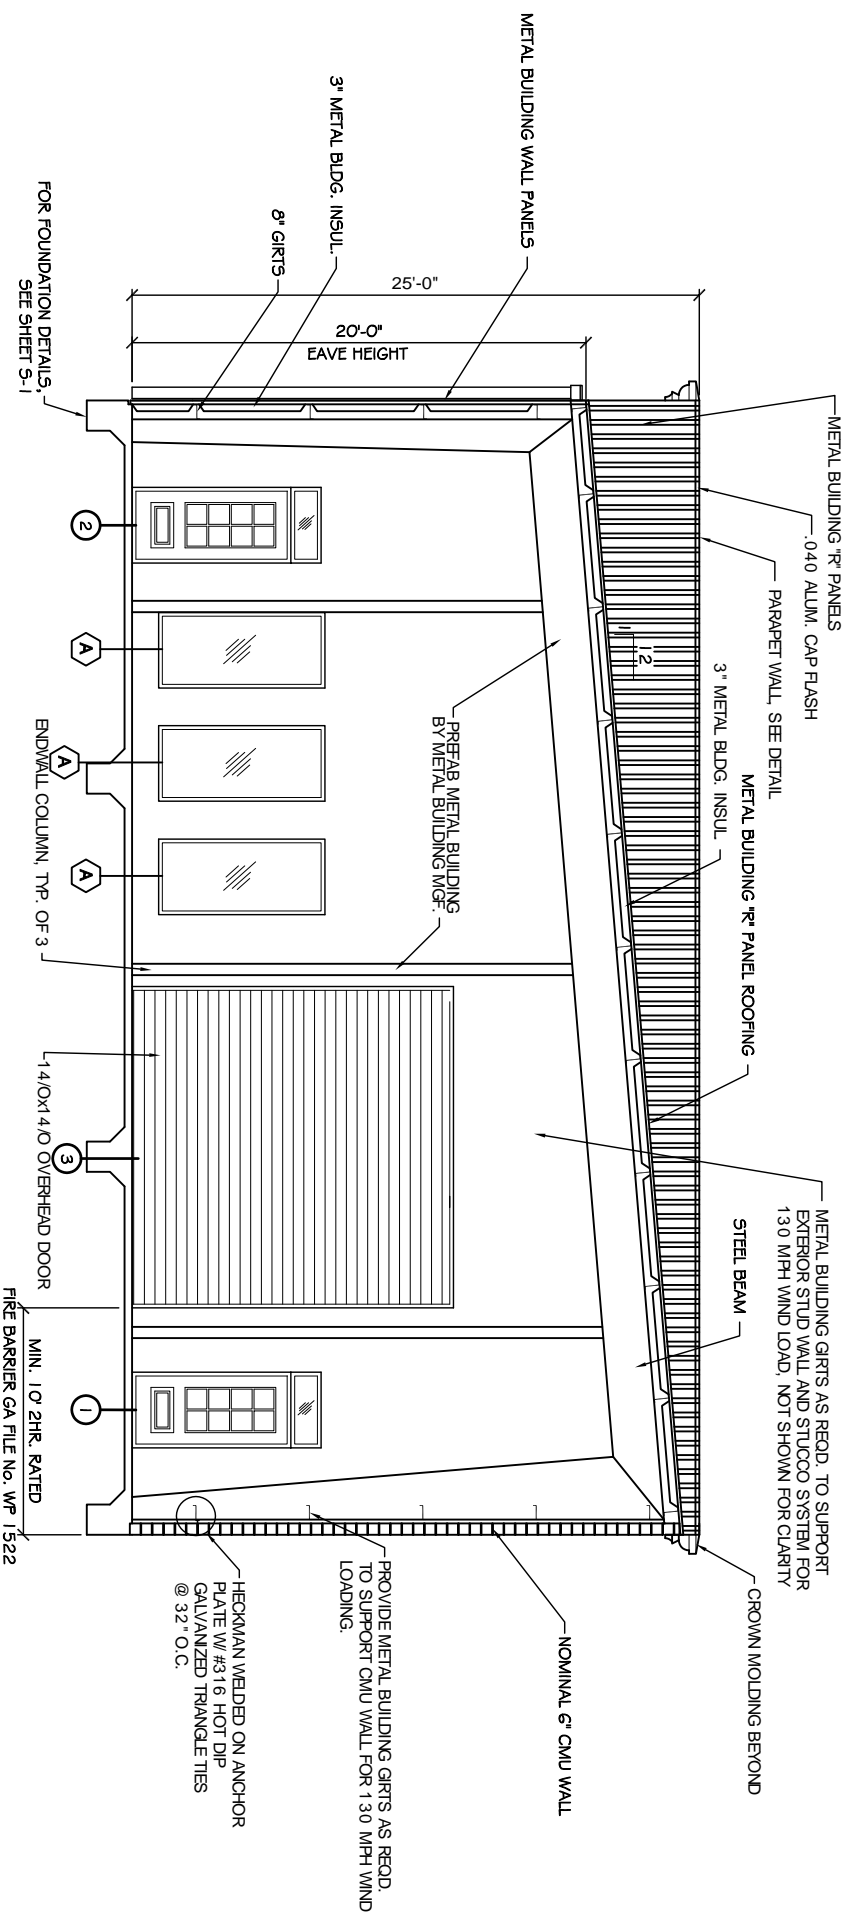 METAL BUILDING "R" PANELS
.040 ALUM. CAP FLASH
PARAPET WALL, SEE DETAIL
3" METAL BLDG. INSUL
METAL BUILDING "R" PANEL ROOFING
METAL BUILDING GIRTS AS REQD. TO SUPPORT
EXTERIOR STUD WALL AND STUCCO SYSTEM FOR
130 MPH WIND LOAD, NOT SHOWN FOR CLARITY
STEEL BEAM
CROWN MOLDING BEYOND
METAL BUILDING WALL PANELS
3" METAL BLDG. INSUL.
8" GIRTS
FOR FOUNDATION DETAILS,
SEE SHEET S-1
25'-0"
20'-0"
EAVE HEIGHT
1
12
PREFAB METAL BUILDING
BY METAL BUILDING MGF.
NOMINAL 6" CMU WALL
PROVIDE METAL BUILDING GIRTS AS REQD.
TO SUPPORT CMU WALL FOR 130 MPH WIND
LOADING.
HECKMAN WELDED ON ANCHOR
PLATE W/ #316 HOT DIP
GALVANIZED TRIANGLE TIES
@ 32" O.C.
2
A
A
A
3
1
ENDWALL COLUMN, TYP. OF 3
14/0x14/0 OVERHEAD DOOR
MIN. 10' 2HR. RATED
FIRE BARRIER GA FILE No. WP 1522